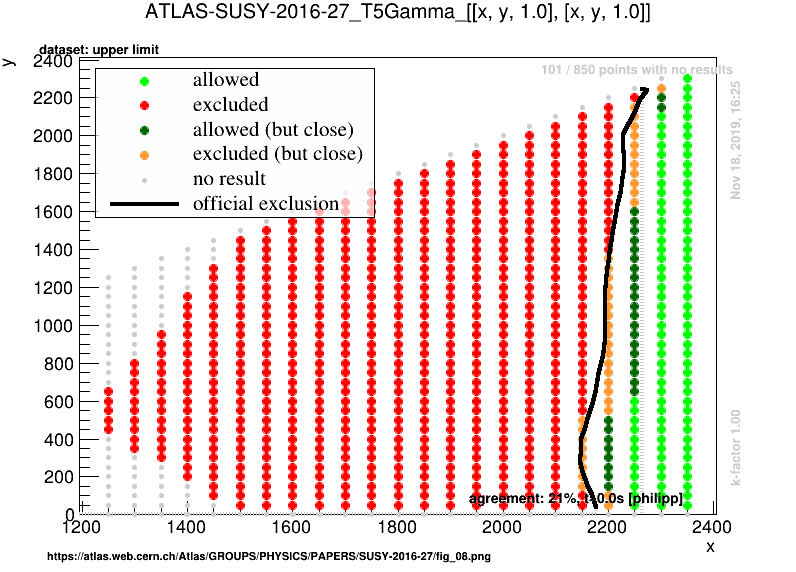 ATLAS-SUSY-2016-27_T5Gamma_[[x, y, 1.0], [x, y, 1.0]]
dataset: upper limit
y
101 / 850 points with no results
allowed
excluded
allowed (but close)
excluded (but close)
no result
official exclusion
Nov 18, 2019, 16:25
k-factor 1.00
2400
2200
2000
1800
1600
1400
1200
1000
800
600
400
200
0
agreement: 21%, t=0.0s [philipp]
1200 1400 1600 1800 2000 2200 2400
x
https://atlas.web.cern.ch/Atlas/GROUPS/PHYSICS/PAPERS/SUSY-2016-27/fig_08.png